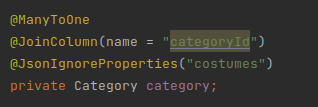 @ManyToOne
@JoinColumn(name = "categoryId")
@JsonIgnoreProperties("costumes")
private Category category;